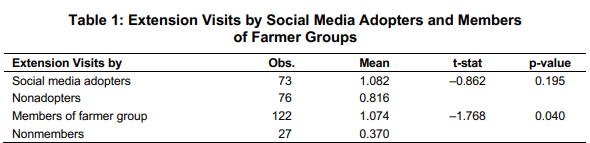 Table 1: Extension Visits by Social Media Adopters and Members
of Farmer Groups
Extension Visits by Obs. Mean t-stat p-value
Social media adopters 73 1.082 –0.862 0.195
Nonadopters 76 0.816
Members of farmer group 122 1.074 –1.768 0.040
Nonmembers 27 0.370